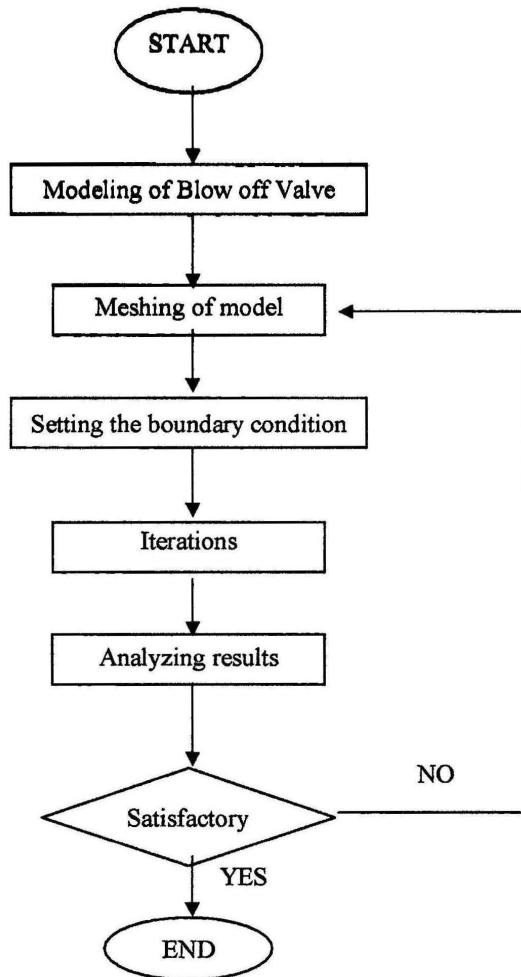 START
Modeling of Blow off Valve
Meshing of model
Setting the boundary condition
Iterations
Analyzing results
NO
Satisfactory
YES
END